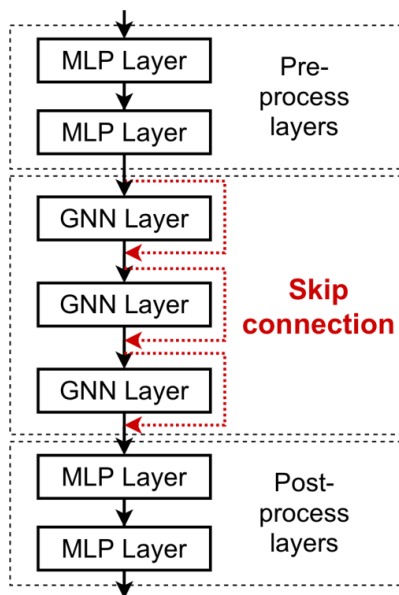 MLP Layer
MLP Layer
Pre-
process
layers
GNN Layer
GNN Layer
GNN Layer
Skip
connection
MLP Layer
MLP Layer
Post-
process
layers